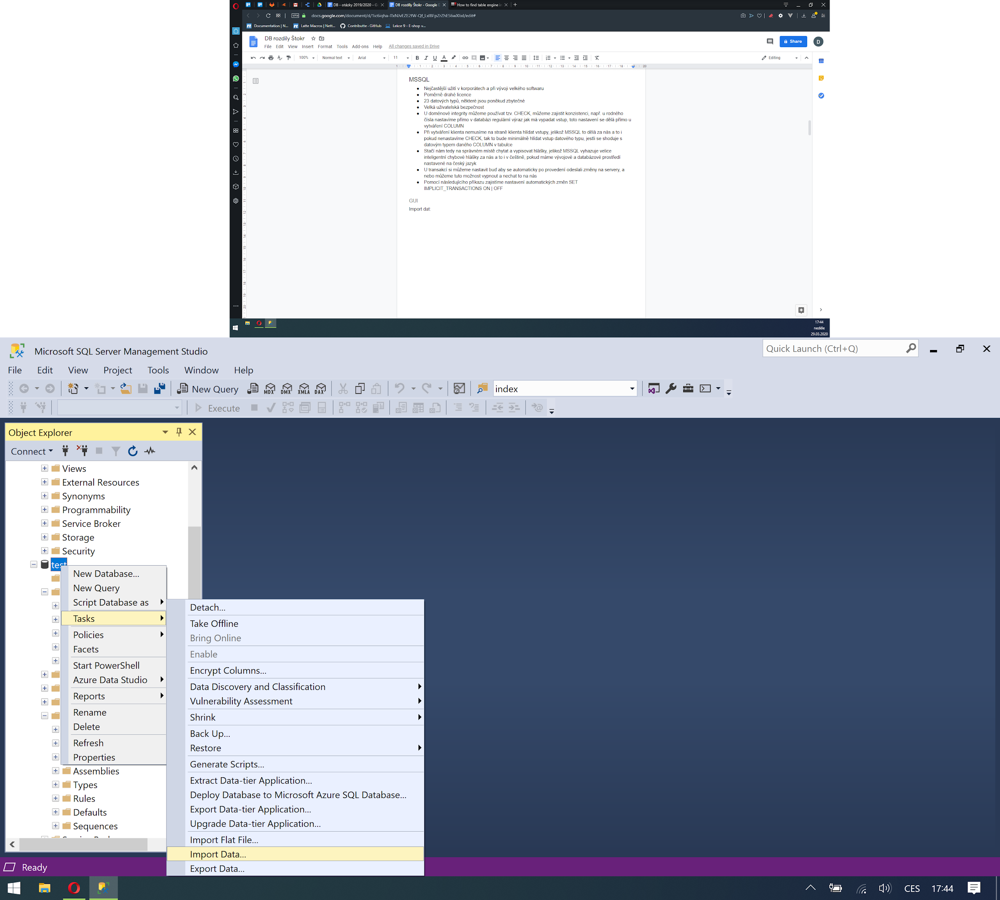 DB - otázky 2019/2020 - G
DB rozdíly Štokr - Google D
How to find table engine in
VPN
docs.google.com/document/d/1ic6iqha-lTxNJvEZE2fW-Qf_LxlBFpZrZhES6wXlixI/edit#
Documentation | N...
Latte Macros | Nett...
Contributte · GitHub
Lekce 9 - E-shop v...
DB rozdíly Štokr
File Edit View Insert Format Tools Add-ons Help All changes saved in Drive
Share
D
100% Normal text Arial 11 B I U A Editing
MSSQL
Nejčastější užití v korporátech a při vývoji velkého softwaru
Poměrně drahé licence
23 datových typů, některé jsou poněkud zbytečné
Velká uživatelská bezpečnost
U doménové integrity můžeme používat tzv. CHECK, můžeme zajistit konzistenci, např. u rodného
čísla nastavíme přímo v databázi regulární výraz jak má vypadat vstup, toto nastavení se dělá přímo u
vytváření COLUMN
Při vytváření klienta nemusíme na straně klienta hlídat vstupy, jelikož MSSQL to dělá za nás a to i
pokud nenastavíme CHECK, tak to bude minimálně hlídat vstup datového typu, jestli se shoduje s
datovým typem daného COLUMN v tabulce
Stačí nám tedy na správném místě chytat a vypisovat hlášky, jelikož MSSQL vyhazuje velice
inteligentní chybové hlášky za nás a to i v češtině, pokud máme vývojové a databázové prostředí
nastavené na český jazyk
U transakcí si můžeme nastavit buď aby se automaticky po provedení odeslali změny na servery, a
nebo můžeme tuto možnost vypnout a nechat to na nás
Pomocí následujícího příkazu zajistíme nastavení automatických změn SET
IMPLICIT_TRANSACTIONS ON | OFF
GUI
Import dat:
17:44
neděle
29.03.2020
Microsoft SQL Server Management Studio
Quick Launch (Ctrl+Q)
File Edit View Project Tools Window Help
New Query MDX DMX XMLA DAX index
Execute
Object Explorer
Connect
Views
External Resources
Synonyms
Programmability
Service Broker
Storage
Security
test
New Database...
New Query
Script Database as
Tasks
Policies
Facets
Start PowerShell
Azure Data Studio
Reports
Rename
Delete
Refresh
Properties
Detach...
Take Offline
Bring Online
Enable
Encrypt Columns...
Data Discovery and Classification
Vulnerability Assessment
Shrink
Back Up...
Restore
Generate Scripts...
Extract Data-tier Application...
Deploy Database to Microsoft Azure SQL Database...
Export Data-tier Application...
Upgrade Data-tier Application...
Import Flat File...
Import Data...
Export Data...
Assemblies
Types
Rules
Defaults
Sequences
Ready
CES 17:44